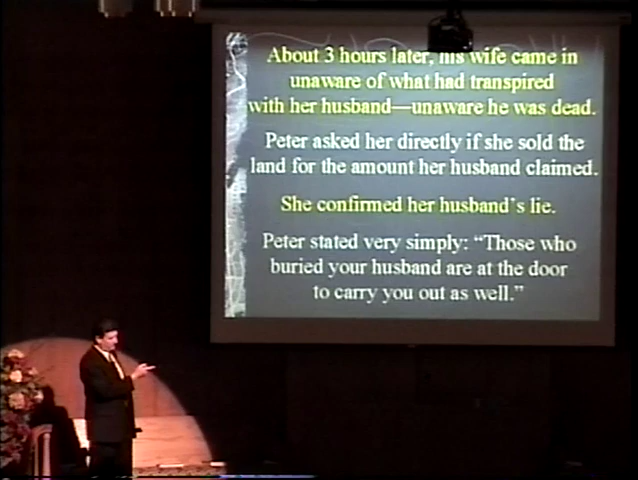 About 3 hours later, his wife came in
unaware of what had transpired
with her husband—unaware he was dead.
Peter asked her directly if she sold the
land for the amount her husband claimed.
She confirmed her husband's lie.
Peter stated very simply: “Those who
buried your husband are at the door
to carry you out as well.”